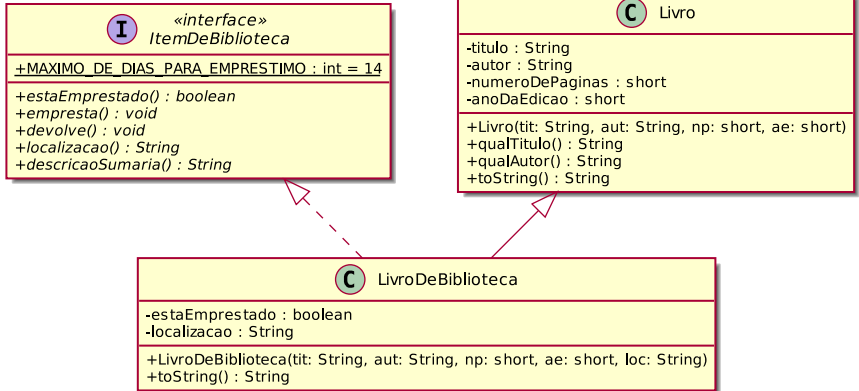 I
«interface»
ItemDeBiblioteca
+MAXIMO_DE_DIAS_PARA_EMPRESTIMO : int = 14
+estaEmprestado() : boolean
+empresta() : void
+devolve() : void
+localizacao() : String
+descricaoSumaria() : String
C Livro
-titulo : String
-autor : String
-numeroDePaginas : short
-anoDaEdicao : short
+Livro(tit: String, aut: String, np: short, ae: short)
+qualTitulo() : String
+qualAutor() : String
+toString() : String
C LivroDeBiblioteca
-estaEmprestado : boolean
-localizacao : String
+LivroDeBiblioteca(tit: String, aut: String, np: short, ae: short, loc: String)
+toString() : String